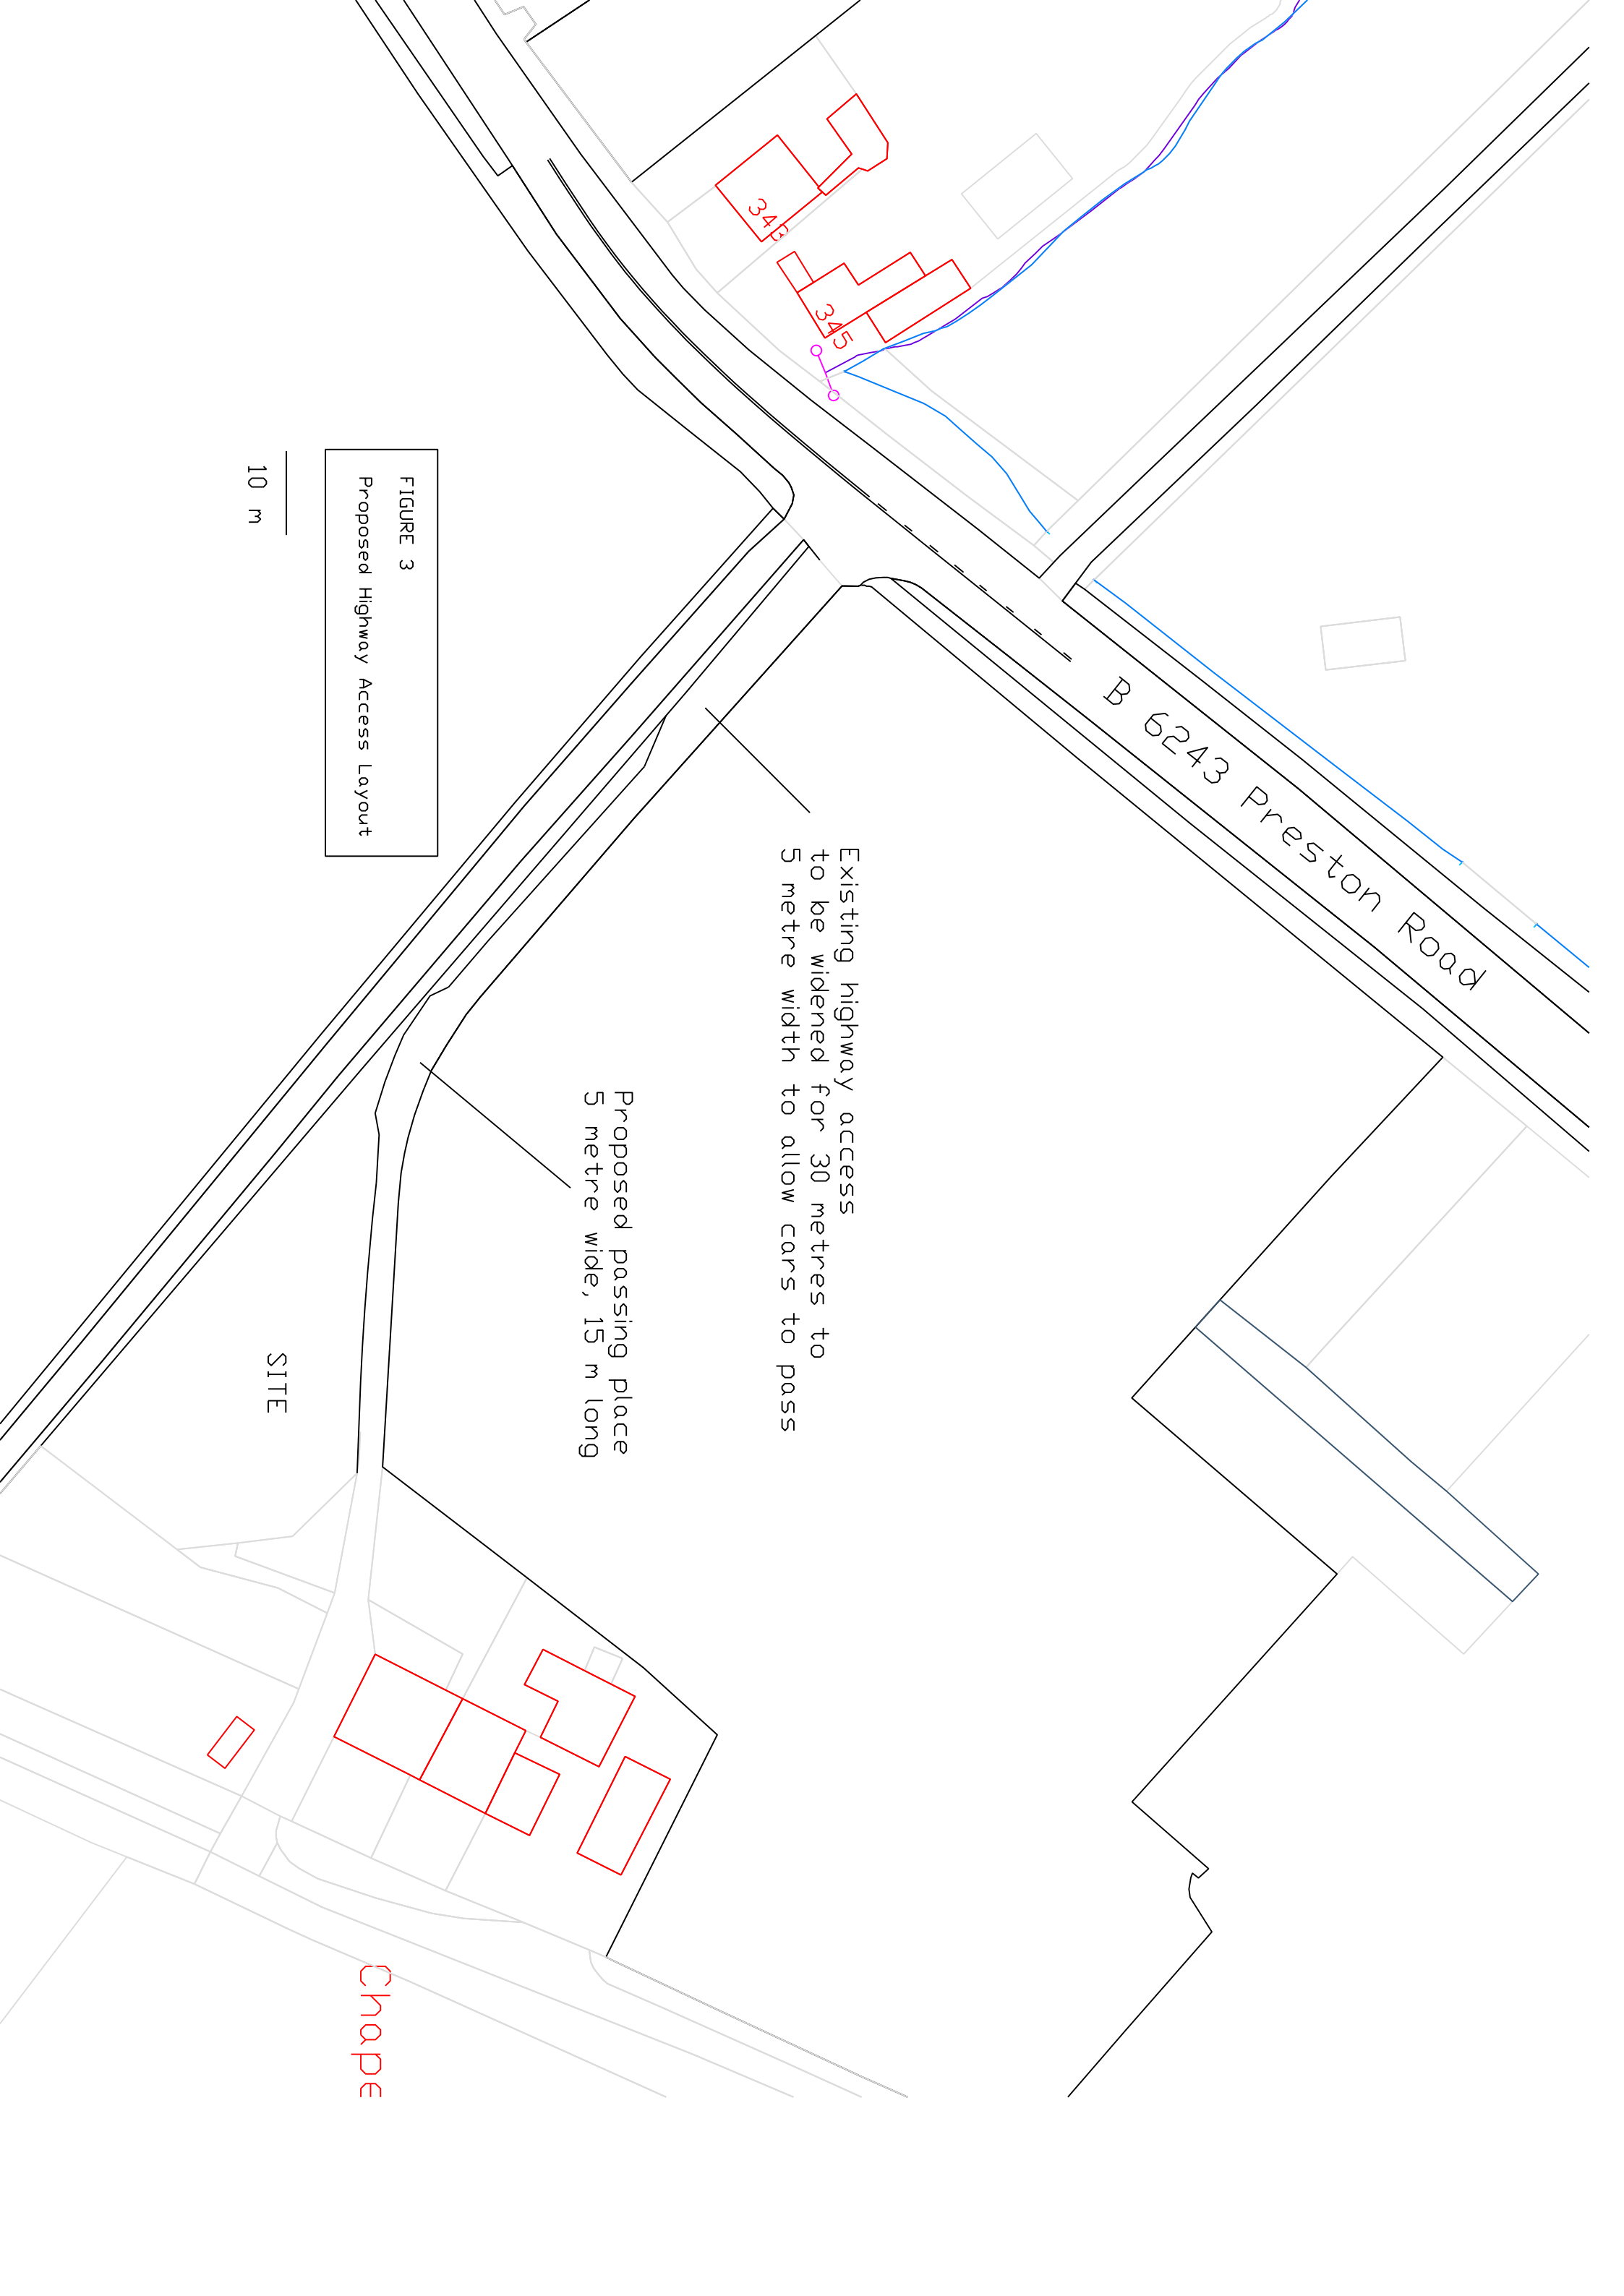 343
345
B 6243 Preston Road
Existing highway access
to be widened for 30 metres to
5 metre width to allow cars to pass
Proposed passing place
5 metre wide, 15 m long
FIGURE 3
Proposed Highway Access Layout
10 m
SITE
Chape